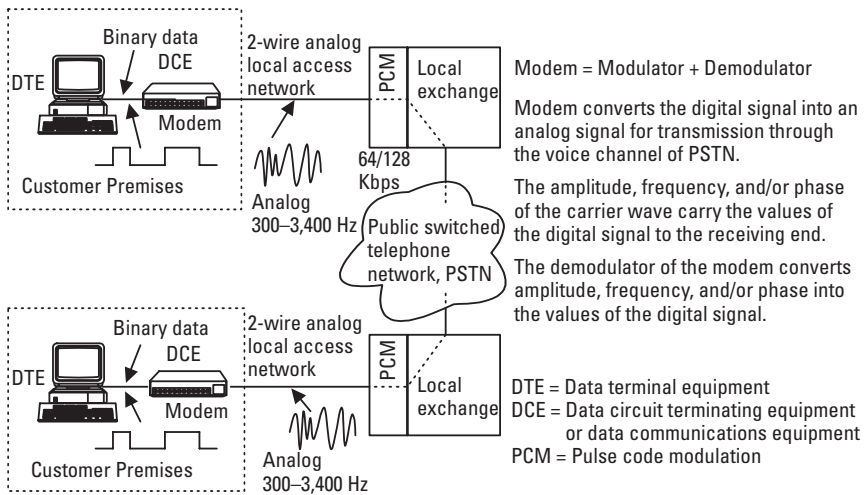 Binary data
DCE
DTE
Modem
Customer Premises
2-wire analog
local access
network
Analog
300–3,400 Hz
PCM
Local
exchange
64/128
Kbps
Public switched
telephone
network, PSTN
Modem = Modulator + Demodulator
Modem converts the digital signal into an
analog signal for transmission through
the voice channel of PSTN.
The amplitude, frequency, and/or phase
of the carrier wave carry the values of
the digital signal to the receiving end.
The demodulator of the modem converts
amplitude, frequency, and/or phase into
the values of the digital signal.
Binary data
DCE
DTE
Modem
Customer Premises
2-wire analog
local access
network
Analog
300–3,400 Hz
PCM
Local
exchange
DTE = Data terminal equipment
DCE = Data circuit terminating equipment
or data communications equipment
PCM = Pulse code modulation